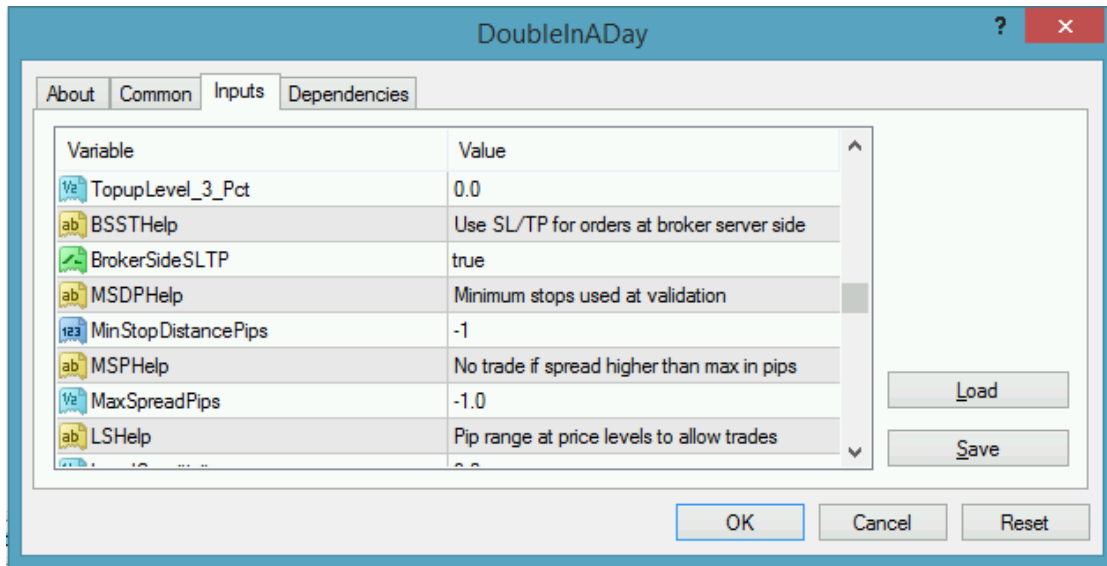 DoubleInADay
?
About Common Inputs Dependencies
Variable Value
TopupLevel_3_Pct 0.0
BSSTHelp Use SL/TP for orders at broker server side
BrokerSideSLTP true
MSDPHelp Minimum stops used at validation
MinStopDistancePips -1
MSPHelp No trade if spread higher than max in pips
MaxSpreadPips -1.0
LSHelp Pip range at price levels to allow trades
Load
Save
OK Cancel Reset